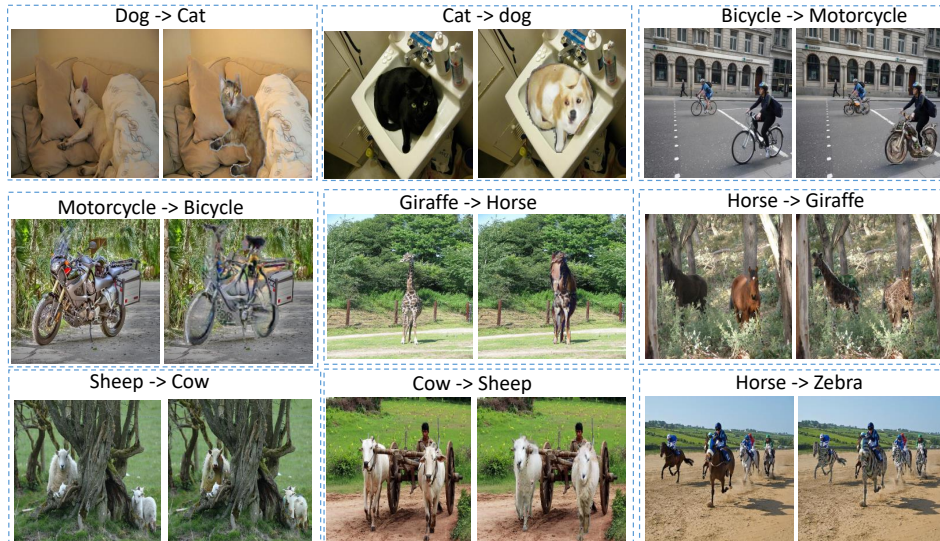 Dog -> Cat
Cat -> dog
Bicycle -> Motorcycle
Motorcycle -> Bicycle
Giraffe -> Horse
Horse -> Giraffe
Sheep -> Cow
Cow -> Sheep
Horse -> Zebra